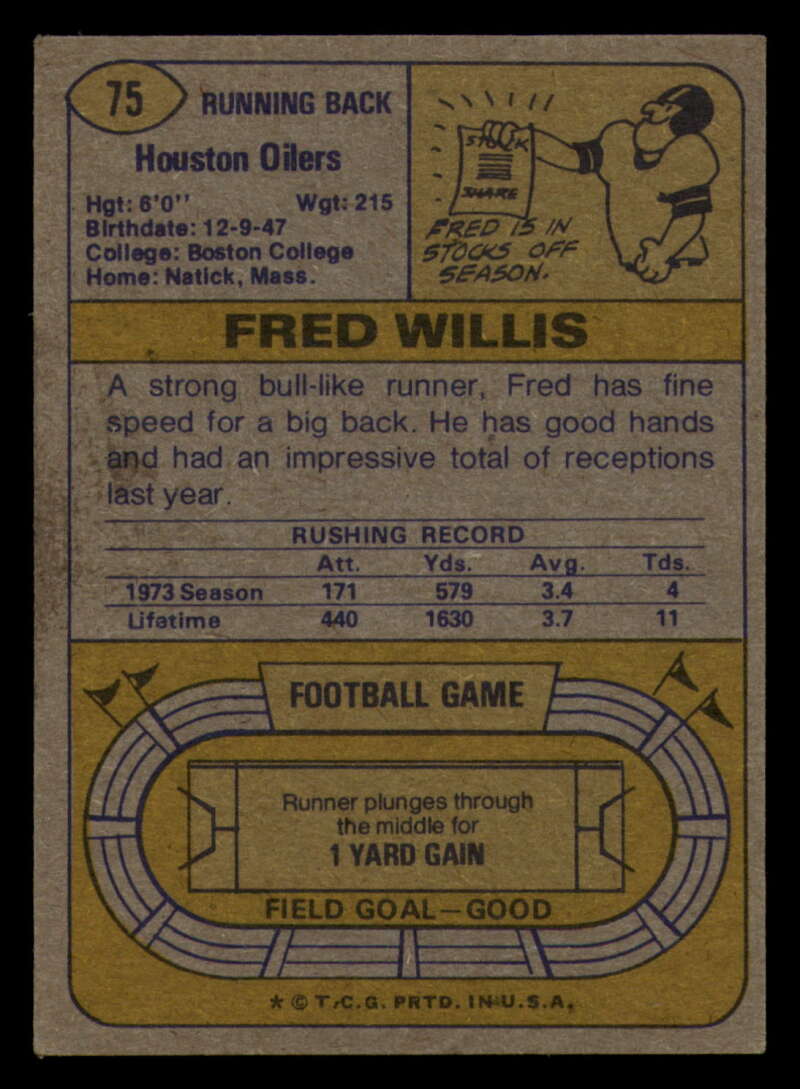 75
RUNNING BACK
Houston Oilers
Hgt: 6'0'' Wgt: 215
Birthdate: 12-9-47
College: Boston College
Home: Natick, Mass.
STOCK
SHARE
FRED IS IN
STOCKS OFF
SEASON.
FRED WILLIS
A strong bull-like runner, Fred has fine
speed for a big back. He has good hands
and had an impressive total of receptions
last year.
RUSHING RECORD
Att. Yds. Avg. Tds.
1973 Season 171 579 3.4 4
Lifetime 440 1630 3.7 11
FOOTBALL GAME
Runner plunges through
the middle for
1 YARD GAIN
FIELD GOAL—GOOD
* © T.C.G. PRTD. IN U.S.A.